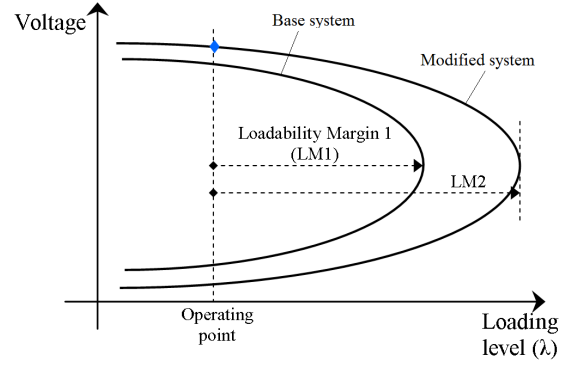 Voltage
Base system
Modified system
Loadability Margin 1
(LM1)
LM2
Operating
point
Loading
level (λ)